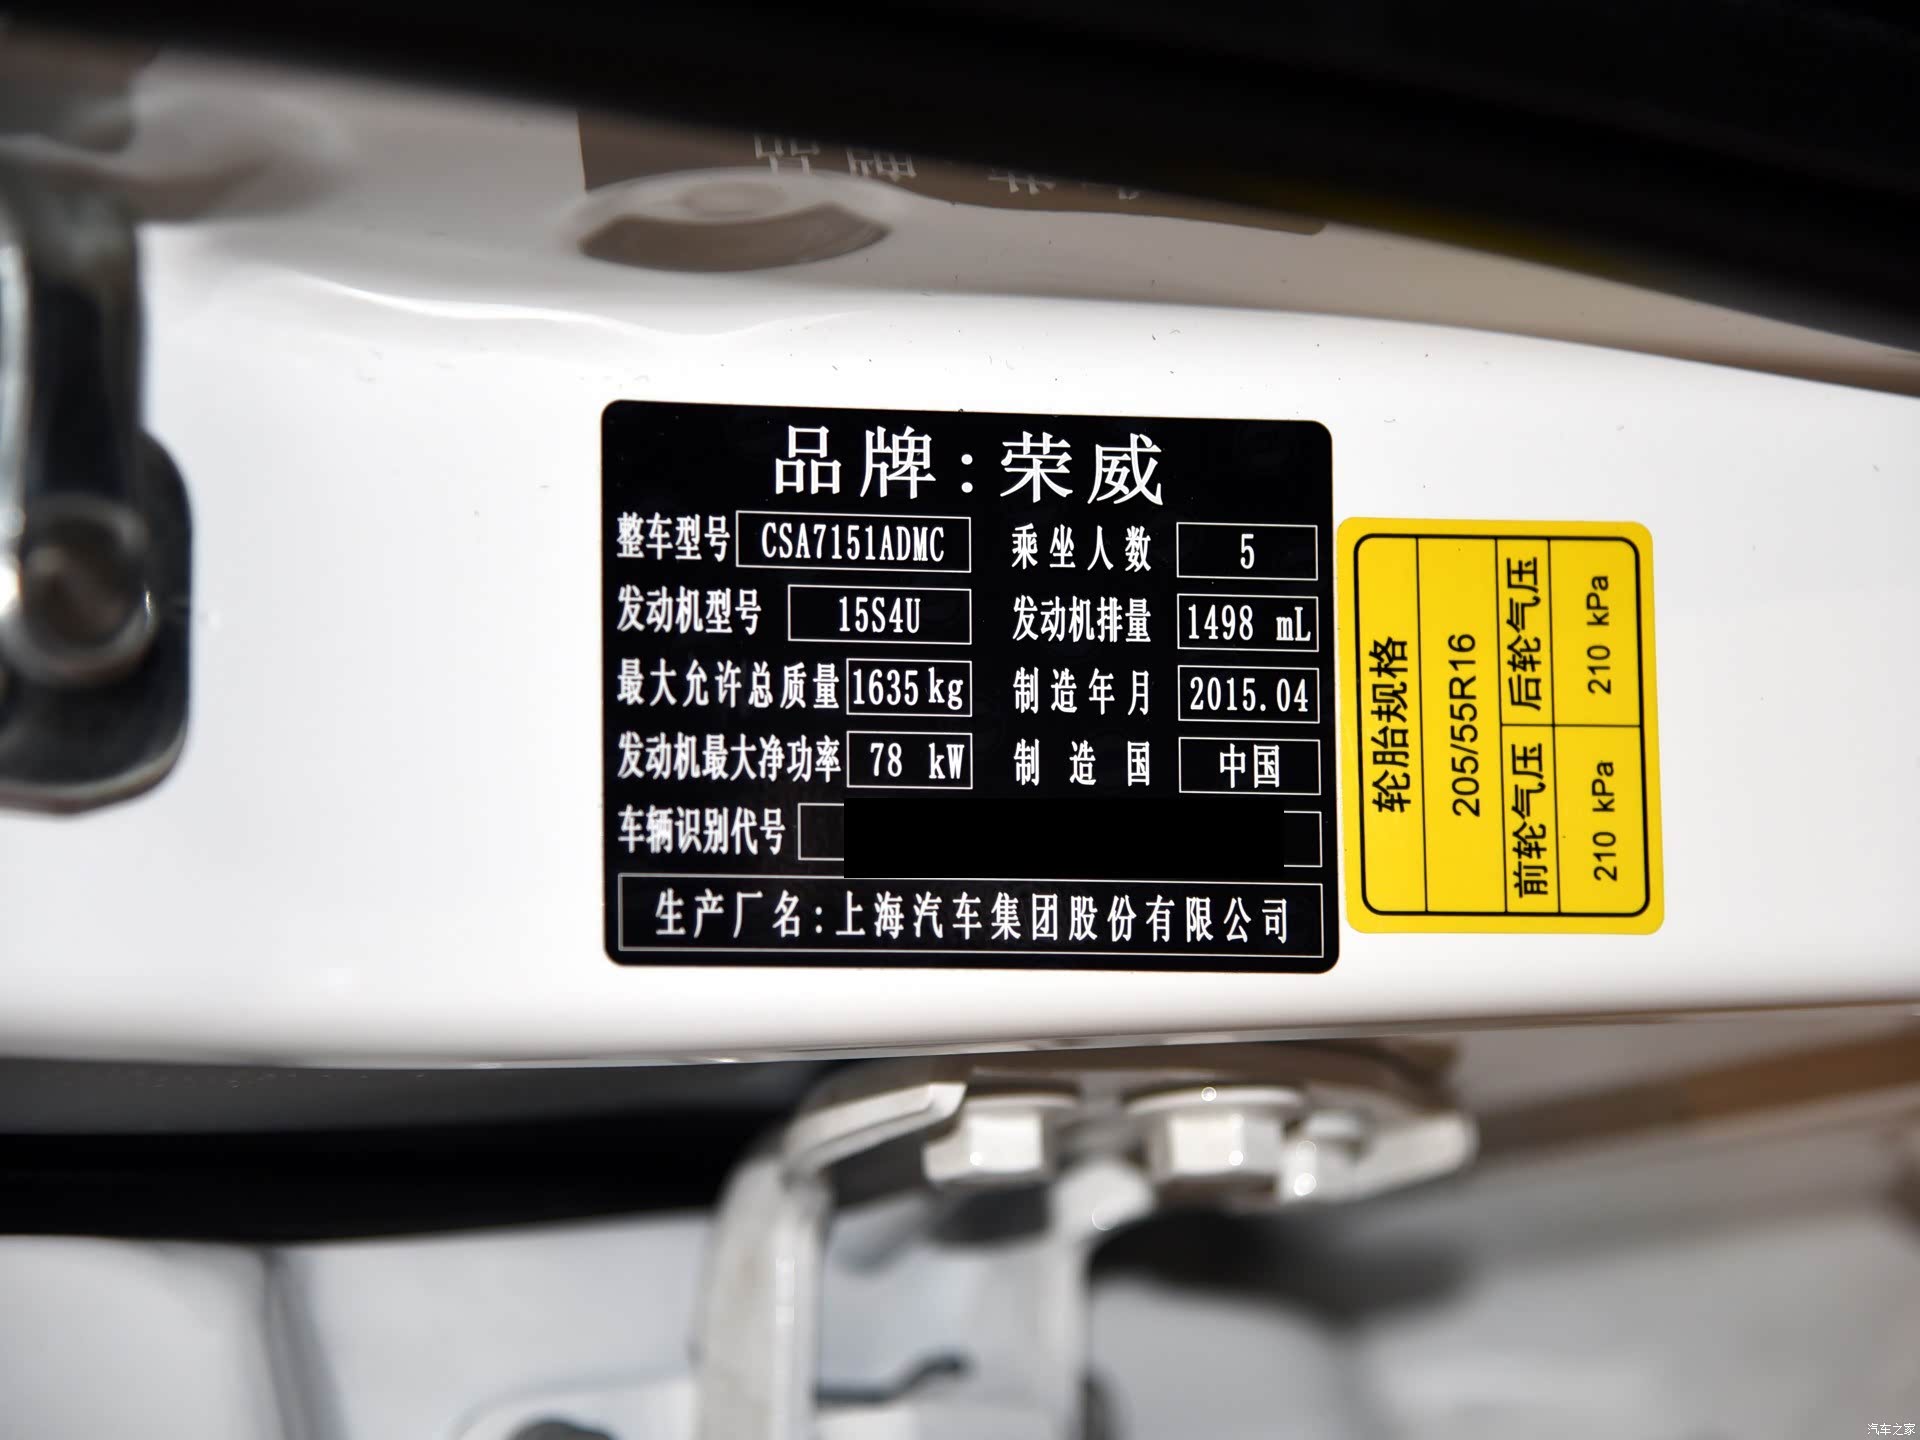 品牌:荣威
整车型号 CSA7151ADMC 乘坐人数 5
发动机型号 15S4U 发动机排量 1498 mL
最大允许总质量 1635kg 制造年月 2015.04
发动机最大净功率 78 kW 制造国 中国
车辆识别代号
生产厂名:上海汽车集团股份有限公司
轮胎规格
205/55R16
前轮气压 后轮气压
210 kPa 210 kPa
汽车之家